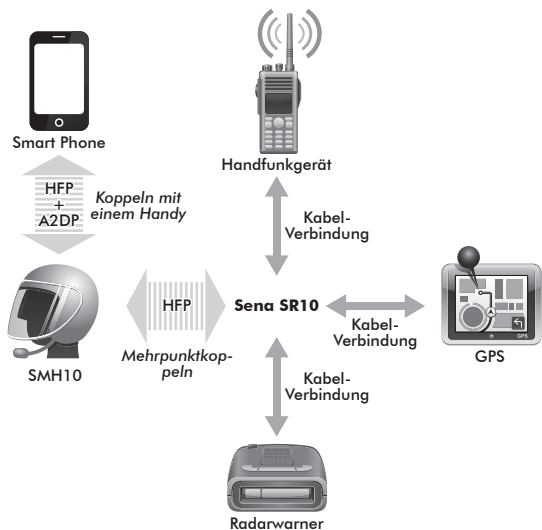 Smart Phone
Handfunkgerät
HFP
+
A2DP
Koppeln mit
einem Handy
Kabel-
Verbindung
HFP
Sena SR10
Kabel-
Verbindung
GPS
GPS
SMH10
Mehrpunktkop-
peln
Kabel-
Verbindung
Radarwarner